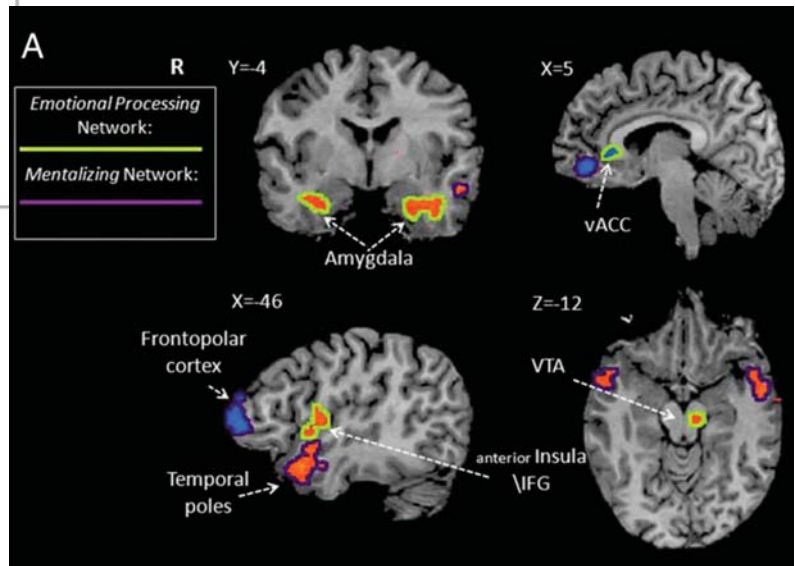 A
R
Emotional Processing
Network:
Mentalizing Network:
Y=-4
X=5
Amygdala
vACC
X=-46
Z=-12
Frontopolar
cortex
VTA
anterior Insula
\IFG
Temporal
poles